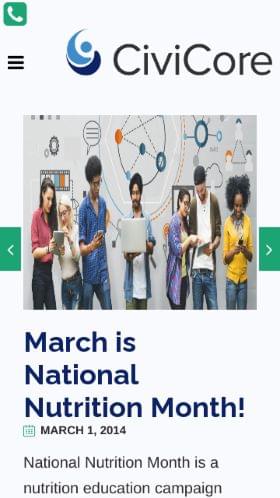 CiviCore
March is
National
Nutrition Month!
MARCH 1, 2014
National Nutrition Month is a
nutrition education campaign